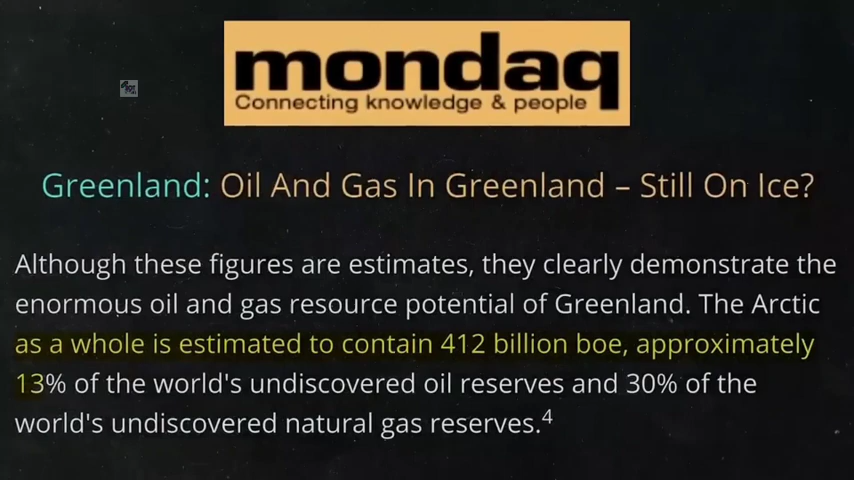 mondaq
Connecting knowledge & people
Greenland: Oil And Gas In Greenland – Still On Ice?
Although these figures are estimates, they clearly demonstrate the
enormous oil and gas resource potential of Greenland. The Arctic
as a whole is estimated to contain 412 billion boe, approximately
13% of the world's undiscovered oil reserves and 30% of the
world's undiscovered natural gas reserves.4